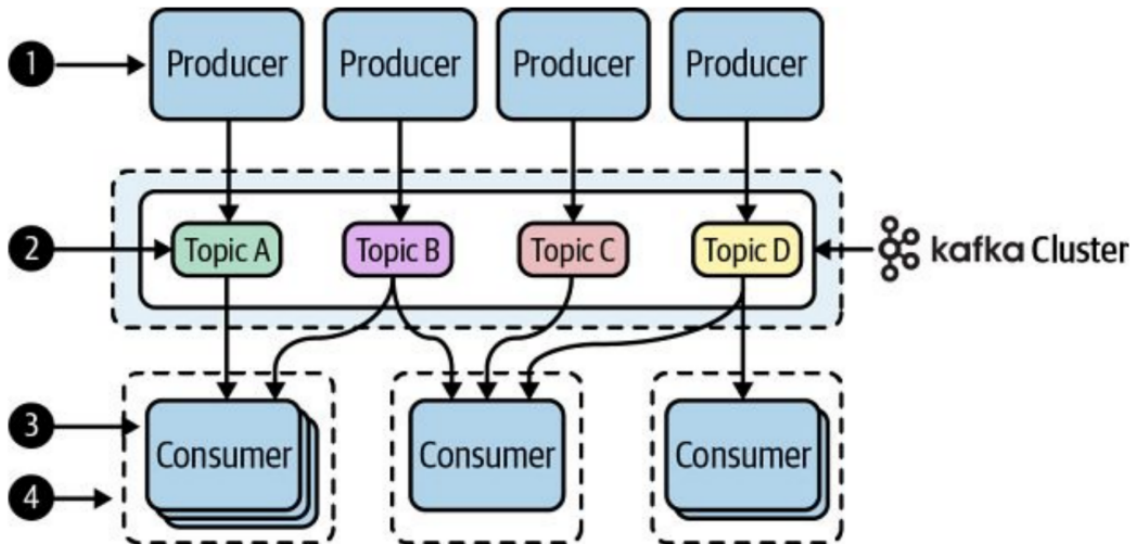 1
Producer
Producer
Producer
Producer
2
Topic A
Topic B
Topic C
Topic D
kafka Cluster
3
Consumer
Consumer
Consumer
4